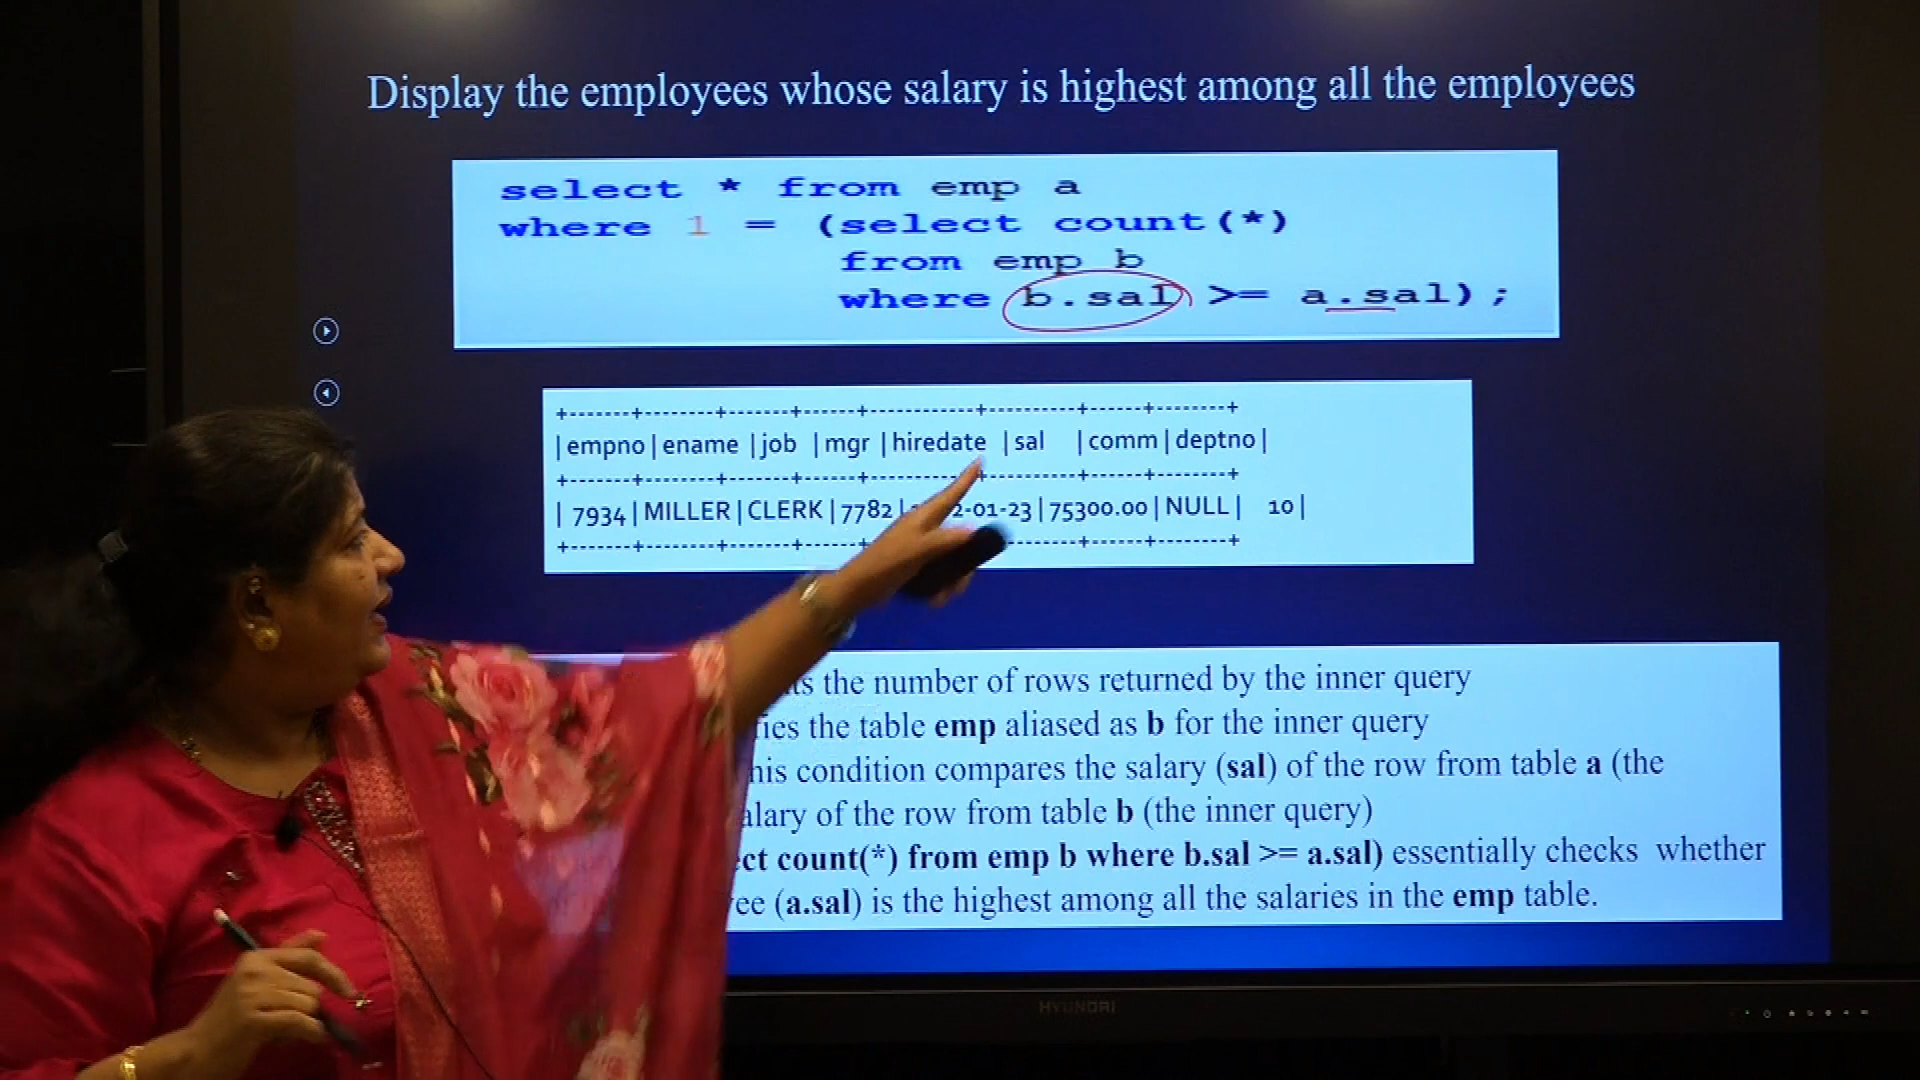 Display the employees whose salary is highest among all the employees
select * from emp a
where 1 = (select count(*)
from emp b
where b.sal >= a.sal) ;
+-------+--------+-------+------+------------+----------+------+--------+
|empno|ename |job |mgr |hiredate |sal |comm|deptno|
+-------+--------+-------+------+------------+----------+------+--------+
| 7934|MILLER|CLERK|7782| 2-01-23|75300.00|NULL| 10|
+-------+--------+-------+------+ -------+------+--------+
the number of rows returned by the inner query
the table emp aliased as b for the inner query
condition compares the salary (sal) of the row from table a (the
of the row from table b (the inner query)
count(*) from emp b where b.sal >= a.sal) essentially checks whether
(a.sal) is the highest among all the salaries in the emp table.
HYUNDAI